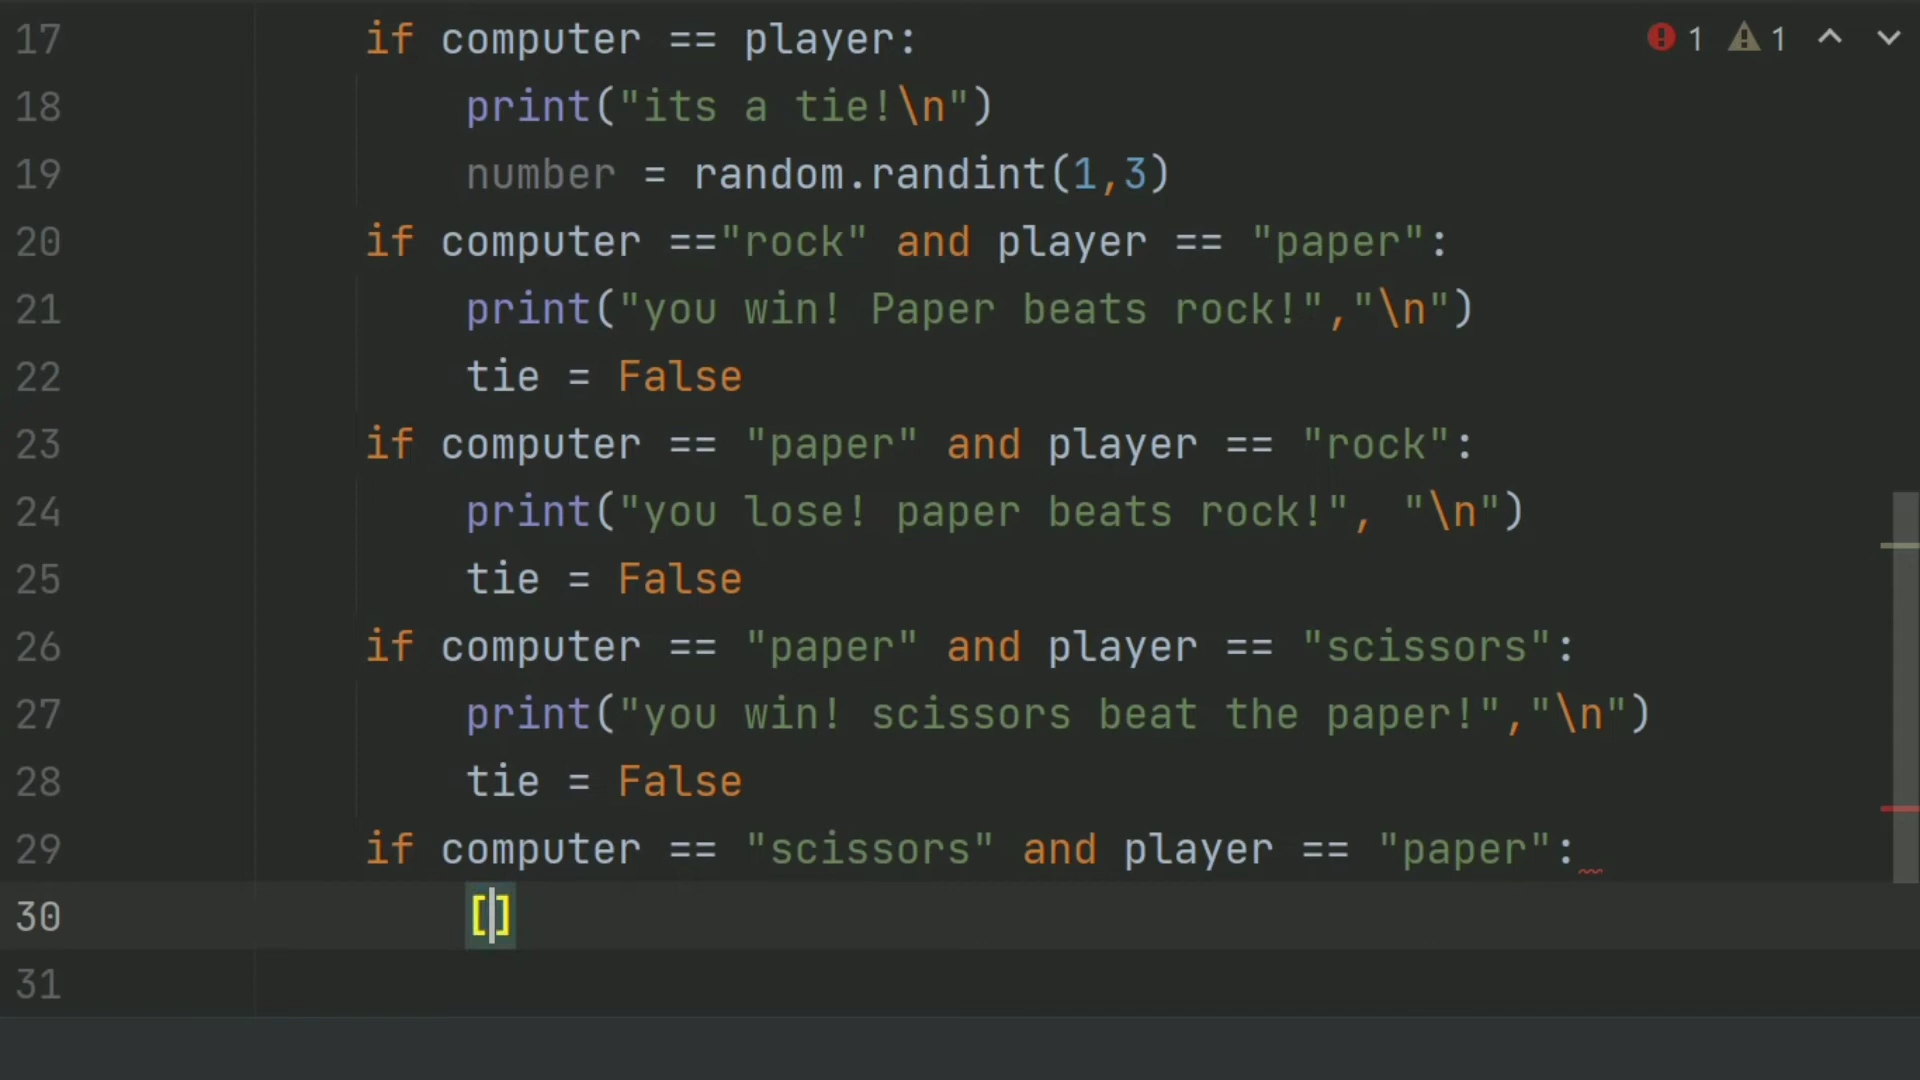 17 if computer == player:
18 print("its a tie!\n")
19 number = random.randint(1,3)
20 if computer =="rock" and player == "paper":
21 print("you win! Paper beats rock!","\n")
22 tie = False
23 if computer == "paper" and player == "rock":
24 print("you lose! paper beats rock!", "\n")
25 tie = False
26 if computer == "paper" and player == "scissors":
27 print("you win! scissors beat the paper!","\n")
28 tie = False
29 if computer == "scissors" and player == "paper":
30 []
31
1 1